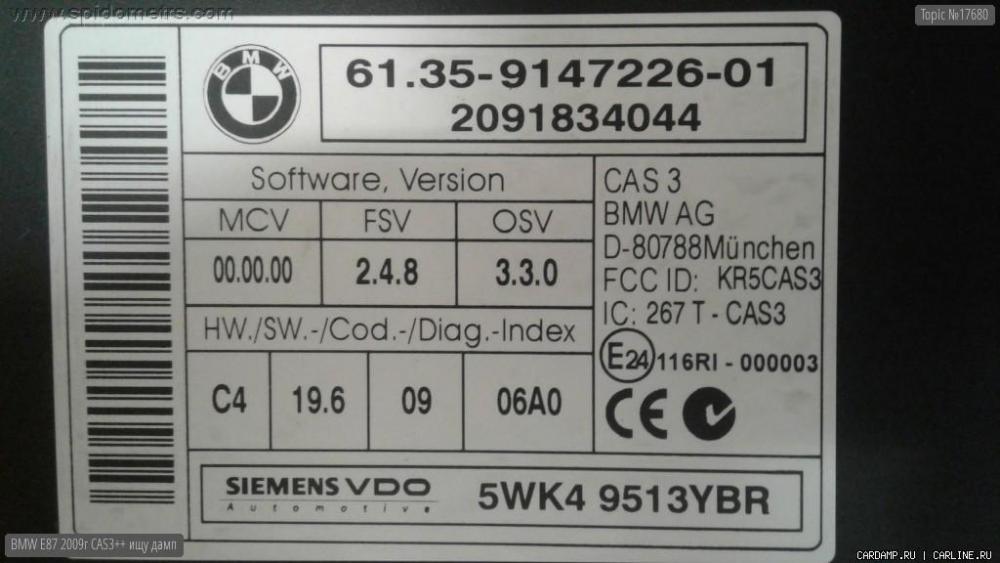 www.spidometrs.com
Topic №17680
BMW
61.35-9147226-01
2091834044
Software, Version
MCV FSV OSV
00.00.00 2.4.8 3.3.0
HW./SW.-/Cod.-/Diag.-Index
C4 19.6 09 06A0
CAS 3
BMW AG
D-80788München
FCC ID: KR5CAS3
IC: 267 T - CAS3
E24 116RI - 000003
CE
SIEMENS VDO
Automotive
5WK4 9513YBR
BMW E87 2009г CAS3++ ищу дамп
CARDAMP.RU | CARLINE.RU